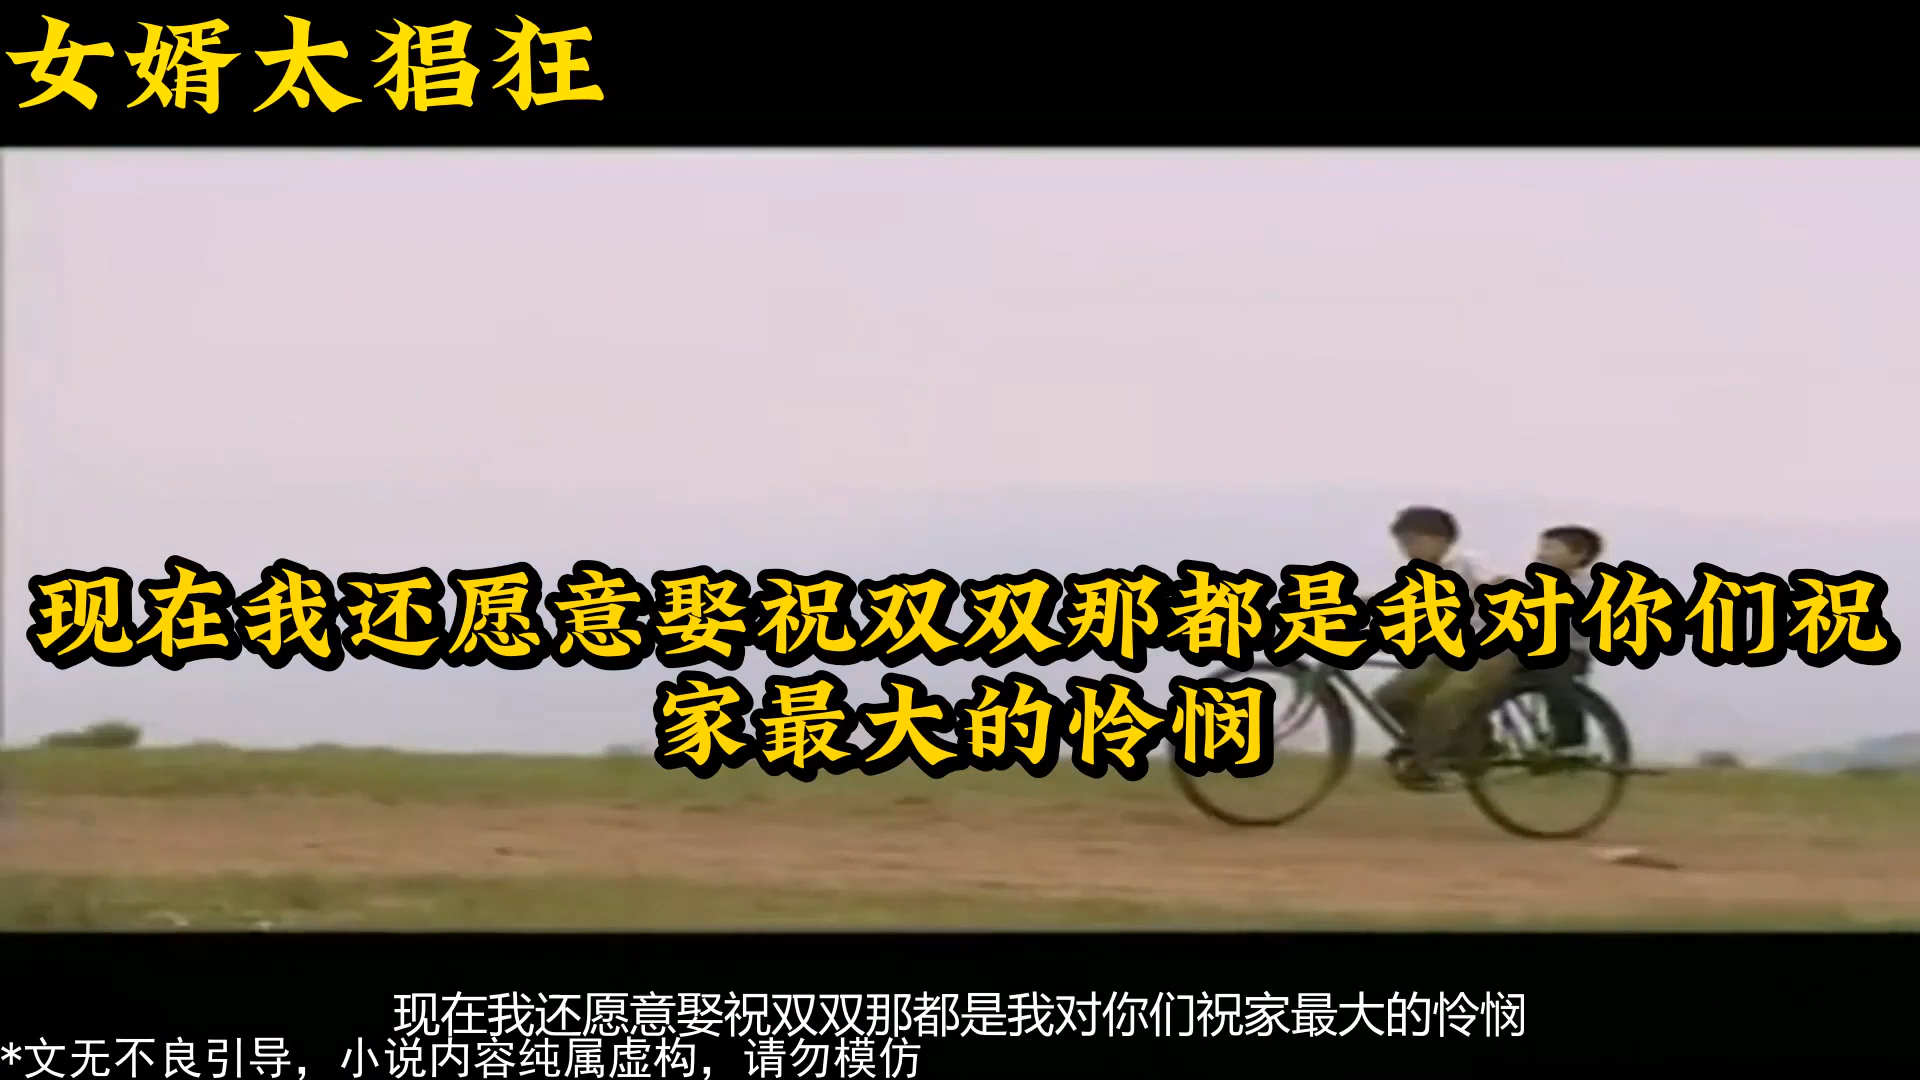 女婿太猖狂
现在我还愿意娶祝双双那都是我对你们祝
家最大的怜悯
现在我还愿意娶祝双双那都是我对你们祝家最大的怜悯
*文无不良引导，小说内容纯属虚构，请勿模仿